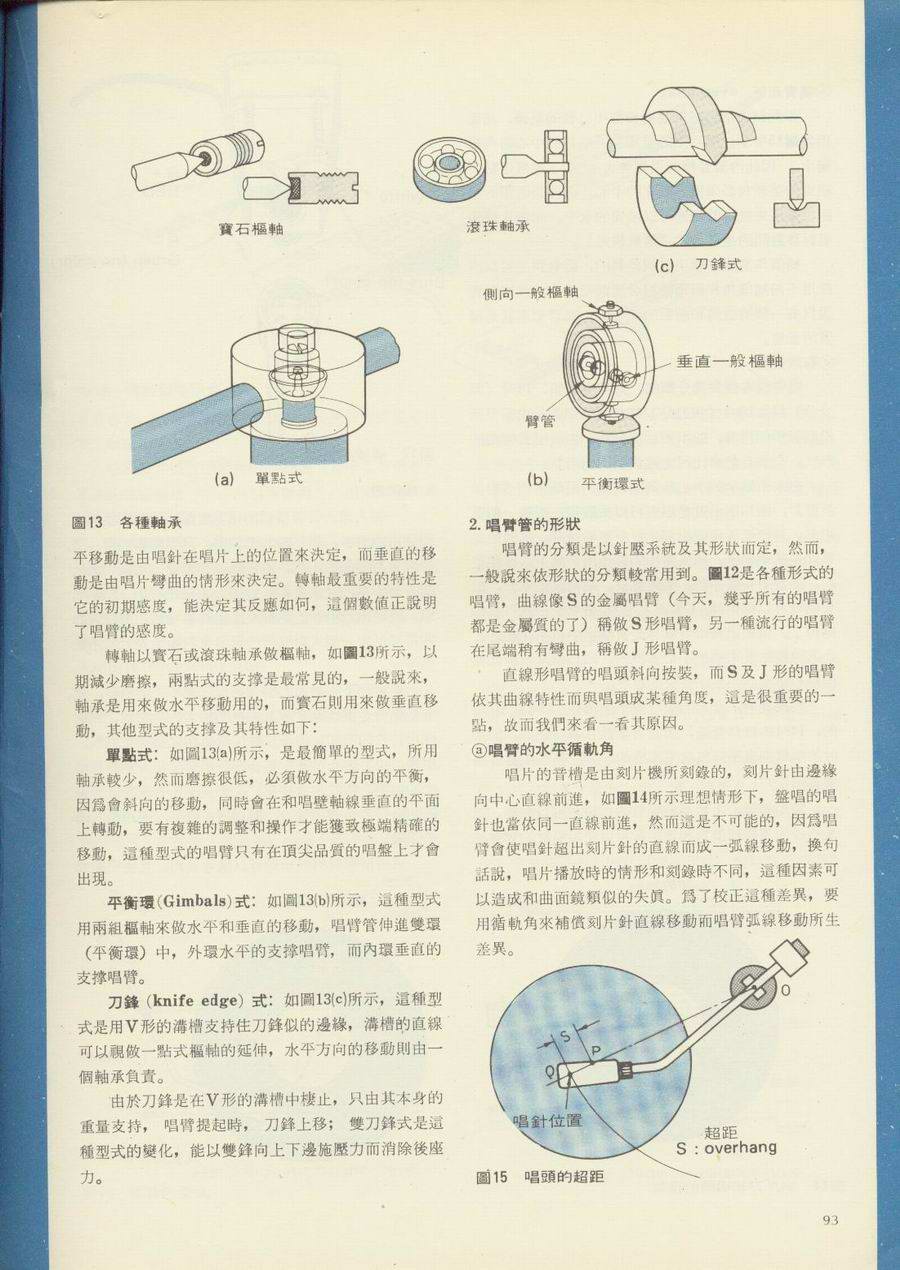 寶石樞軸
滾珠軸承
(c) 刀鋒式
側向一般樞軸
垂直一般樞軸
臂管
(a) 單點式
(b) 平衡環式
圖13 各種軸承
平移動是由唱針在唱片上的位置來決定，而垂直的移
動是由唱片彎曲的情形來決定。轉軸最重要的特性是
它的初期感度，能決定其反應如何，這個數值正說明
了唱臂的感度。
轉軸以寶石或滾珠軸承做樞軸，如圖13所示，以
期減少磨擦，兩點式的支撐是最常見的，一般說來，
軸承是用來做水平移動用的，而寶石則用來做垂直移
動，其他型式的支撐及其特性如下：
單點式：如圖13(a)所示，是最簡單的型式，所用
軸承較少，然而磨擦很低，必須做水平方向的平衡，
因爲會斜向的移動，同時會在和唱壁軸線垂直的平面
上轉動，要有複雜的調整和操作才能獲致極端精確的
移動，這種型式的唱臂只有在頂尖品質的唱盤上才會
出現。
平衡環(Gimbals)式：如圖13(b)所示，這種型式
用兩組樞軸來做水平和垂直的移動，唱臂管伸進雙環
（平衡環）中，外環水平的支撐唱臂，而內環垂直的
支撐唱臂。
刀鋒 (knife edge) 式：如圖13(c)所示，這種型
式是用V形的溝槽支持住刀鋒似的邊緣，溝槽的直線
可以視做一點式樞軸的延伸，水平方向的移動則由一
個軸承負責。
由於刀鋒是在V形的溝槽中棲止，只由其本身的
重量支持，唱臂提起時，刀鋒上移；雙刀鋒式是這
種型式的變化，能以雙鋒向上下邊施壓力而消除後座
力。
2. 唱臂管的形狀
唱臂的分類是以針壓系統及其形狀而定，然而，
一般說來依形狀的分類較常用到。圖12是各種形式的
唱臂，曲線像S的金屬唱臂（今天，幾乎所有的唱臂
都是金屬質的了）稱做S形唱臂，另一種流行的唱臂
在尾端稍有彎曲，稱做J形唱臂。
直線形唱臂的唱頭斜向按裝，而S及J形的唱臂
依其曲線特性而與唱頭成某種角度，這是很重要的一
點，故而我們來看一看其原因。
ⓐ唱臂的水平循軌角
唱片的音槽是由刻片機所刻錄的，刻片針由邊緣
向中心直線前進，如圖14所示理想情形下，盤唱的唱
針也當依同一直線前進，然而這是不可能的，因爲唱
臂會使唱針超出刻片針的直線而成一弧線移動，換句
話說，唱片播放時的情形和刻錄時不同，這種因素可
以造成和曲面鏡類似的失眞。爲了校正這種差異，要
用循軌角來補償刻片針直線移動而唱臂弧線移動所生
差異。
O
S
P
Q
唱針位置
超距
S：overhang
圖15 唱頭的超距
93